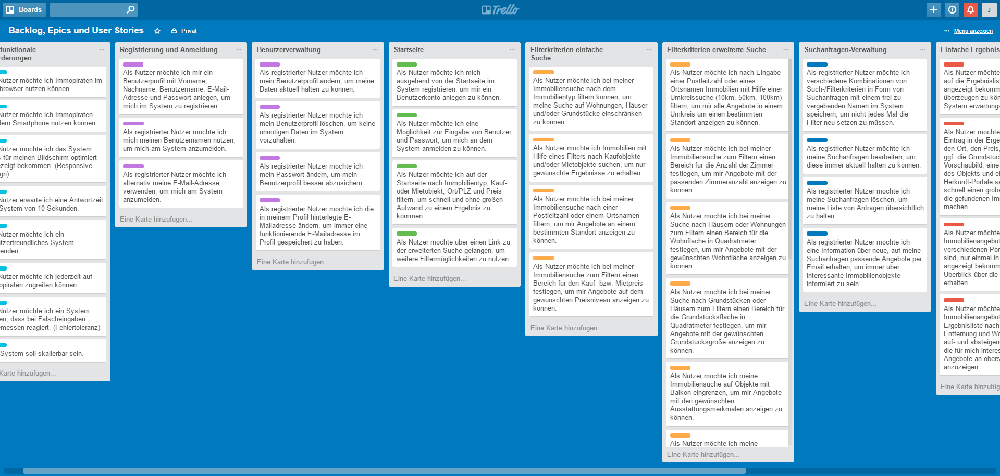 Boards
Trello
J
Backlog, Epics und User Stories
Privat
... Menü anzeigen
funktionale
rderungen
Nutzer möchte ich Immopiraten im
browser nutzen können.
Nutzer möchte ich Immopiraten
dem Smartphone nutzen können.
Nutzer möchte ich das System
s für meinen Bildschirm optimiert
ezeigt bekommen. (Responsive
gn)
Nutzer erwarte ich eine Antwortzeit
System von 10 Sekunden.
Nutzer möchte ich ein
tzerfreundliches System
enden.
Nutzer möchte ich jederzeit auf
opiraten zugreifen können.
Nutzer möchte ich ein System
en, dass bei Falscheingaben
emessen reagiert. (Fehlertoleranz)
System soll skalierbar sein.
Karte hinzufügen...
Registrierung und Anmeldung
Als Nutzer möchte ich mir ein
Benutzerprofil mit Vorname,
Nachname, Benutzername, E-Mail-
Adresse und Passwort anlegen, um
mich im System zu registrieren.
Als registrierter Nutzer möchte ich
mich meinen Benutzernamen nutzen,
um mich am System anzumelden.
Als registrierter Nutzer möchte ich
alternativ meine E-Mail-Adresse
verwenden, um mich am System
anzumelden.
Eine Karte hinzufügen...
Benutzerverwaltung
Als registrierter Nutzer möchte ich
mein Benutzerprofil ändern, um meine
Daten aktuell halten zu können.
Als registrierter Nutzer möchte ich
mein Benutzerprofil löschen, um keine
unnötigen Daten im System
vorzuhalten.
Als registrierter Nutzer möchte ich
mein Passwort ändern, um mein
Benutzerprofil besser abzusichern.
Als registrierter Nutzer möchte ich die
in meinem Profil hinterlegte E-
Mailadresse ändern, um immer eine
funktionierende E-Mailadresse im
Profil gespeichert zu haben.
Eine Karte hinzufügen...
Startseite
Als Nutzer möchte ich mich
ausgehend von der Startseite im
System registrieren, um mir ein
Benutzerkonto anlegen zu können.
Als Nutzer möchte ich eine
Möglichkeit zur Eingabe von Benutzer
und Passwort, um mich an dem
System anmelden zu können.
Als Nutzer möchte ich auf der
Startseite nach Immobilientyp, Kauf-
oder Mietobjekt, Ort/PLZ und Preis
filtern, um schnell und ohne großen
Aufwand zu einem Ergebnis zu
kommen.
Als Nutzer möchte über einen Link zu
der erweiterten Suche gelangen, um
weitere Filtermöglichkeiten zu nutzen.
Eine Karte hinzufügen...
Filterkriterien einfache
Suche
Als Nutzer möchte ich bei meiner
Immobiliensuche nach dem
Immobilientyp filtern können, um
meine Suche auf Wohnungen, Häuser
und/oder Grundstücke einschränken
zu können.
Als Nutzer möchte ich Immobilien mit
Hilfe eines Filters nach Kaufobjekte
und/oder Mietobjekte suchen, um nur
gewünschte Ergebnisse zu erhalten.
Als Nutzer möchte ich bei meiner
Immobiliensuche nach einer
Postleitzahl oder einem Ortsnamen
filtern, um mir Angebote an einem
bestimmten Standort anzeigen zu
können.
Als Nutzer möchte ich bei meiner
Immobiliensuche zum Filtern einen
Bereich für den Kauf- bzw. Mietpreis
festlegen, um mir Angebote auf dem
gewünschten Preisniveau anzeigen zu
können.
Eine Karte hinzufügen...
Filterkriterien erweiterte Suche
Als Nutzer möchte ich nach Eingabe
einer Postleitzahl oder eines
Ortsnamen Immobilien mit Hilfe einer
Umkreissuche (10km, 50km, 100km)
filtern, um mir alle Angebote in einem
Umkreis um einen bestimmten
Standort anzeigen zu können.
Als Nutzer möchte ich bei meiner
Immobiliensuche zum Filtern einen
Bereich für die Anzahl der Zimmer
festlegen, um mir Angebote mit der
passenden Zimmeranzahl anzeigen zu
können.
Als Nutzer möchte ich bei meiner
Suche nach Häusern oder Wohnungen
zum Filtern einen Bereich für die
Wohnfläche in Quadratmeter
festlegen, um mir Angebote mit der
gewünschten Wohnfläche anzeigen zu
können.
Als Nutzer möchte ich bei meiner
Suche nach Grundstücken oder
Häusern zum Filtern einen Bereich für
die Grundstücksfläche in
Quadratmeter festlegen, um mir
Angebote mit der gewünschten
Grundstücksgröße anzeigen zu
können.
Als Nutzer möchte ich meine
Immobiliensuche auf Objekte mit
Balkon eingrenzen, um mir Angebote
mit den gewünschten
Ausstattungsmerkmalen anzeigen zu
können.
Als Nutzer möchte ich meine
Eine Karte hinzufügen...
Suchanfragen-Verwaltung
Als registrierter Nutzer möchte ich
verschiedene Kombinationen von
Such-/Filterkriterien in Form von
Suchanfragen mit einem frei zu
vergebenden Namen im System
speichern, um nicht jedes Mal die
Filter neu setzen zu müssen.
Als registrierter Nutzer möchte ich
meine Suchanfragen bearbeiten, um
diese immer aktuell halten zu können.
Als registrierter Nutzer möchte ich
meine Suchanfragen löschen, um
meine Liste von Anfragen übersichtlich
zu halten.
Als registrierter Nutzer möchte ich
eine Information über neue, auf meine
Suchanfragen passende Angebote per
Email erhalten, um immer über
interessante Immobilienobjekte
informiert zu sein.
Eine Karte hinzufügen...
Einfache Ergebnis
Als Nutzer möchte
auf die Ergebnislist
angezeigt bekomm
überzeugen zu kön
System erwartungs
Als Nutzer möchte
Eintrag in der Erge
den Ort, den Preis,
ggf. die Grundstüc
Vorschaubild, eine
des Objekts und ei
Herkunft-Portale se
schnell einen grobe
die gefundenen Im
machen.
Als Nutzer möchte
Immobilienangebot
verschiedenen Por
sind, nur einmal in
angezeigt bekomm
Überblick über die
erhalten.
Als Nutzer möchte
Immobilienangebot
Ergebnisliste nach
Entfernung und Wo
auf- und absteigen
die für mich interes
Angebote an obers
anzuzeigen.
Eine Karte hinzufüg